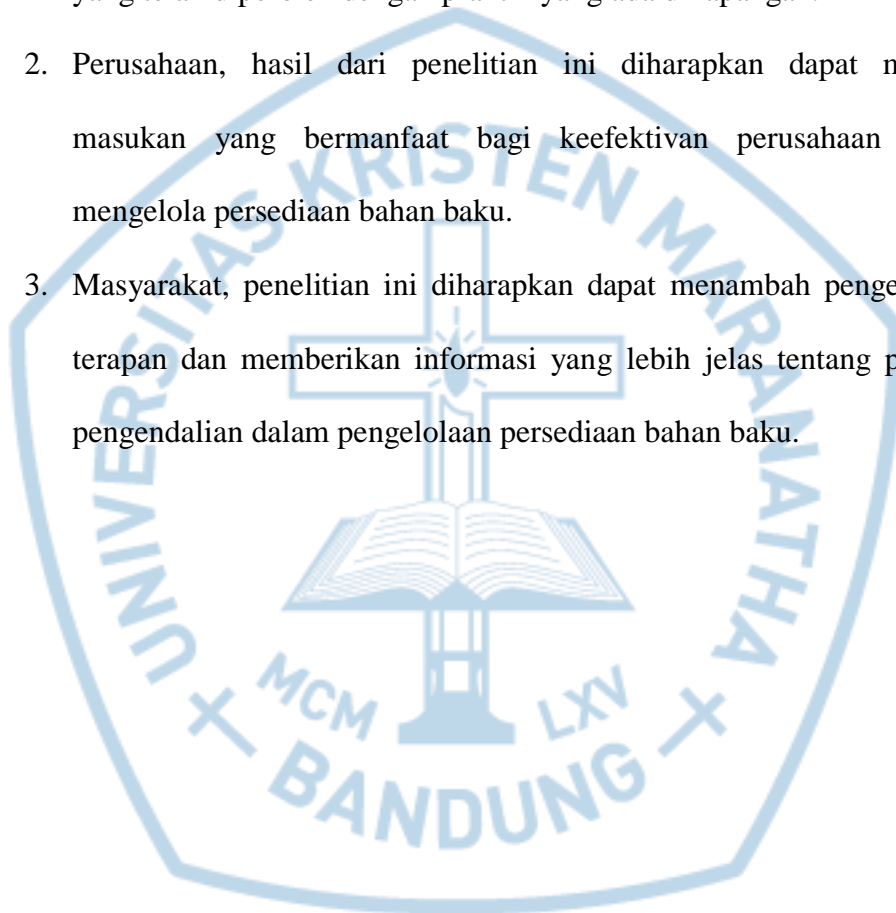 2. Perusahaan, hasil dari penelitian ini diharapkan dapat
masukan yang bermanfaat bagi keefektivan perusahaan
mengelola persediaan bahan baku.
3. Masyarakat, penelitian ini diharapkan dapat menambah
terapan dan memberikan informasi yang lebih jelas tentang
pengendalian dalam pengelolaan persediaan bahan baku.
UNIVERSITAS KRISTEN MARANATHA
MCM LXV
BANDUNG